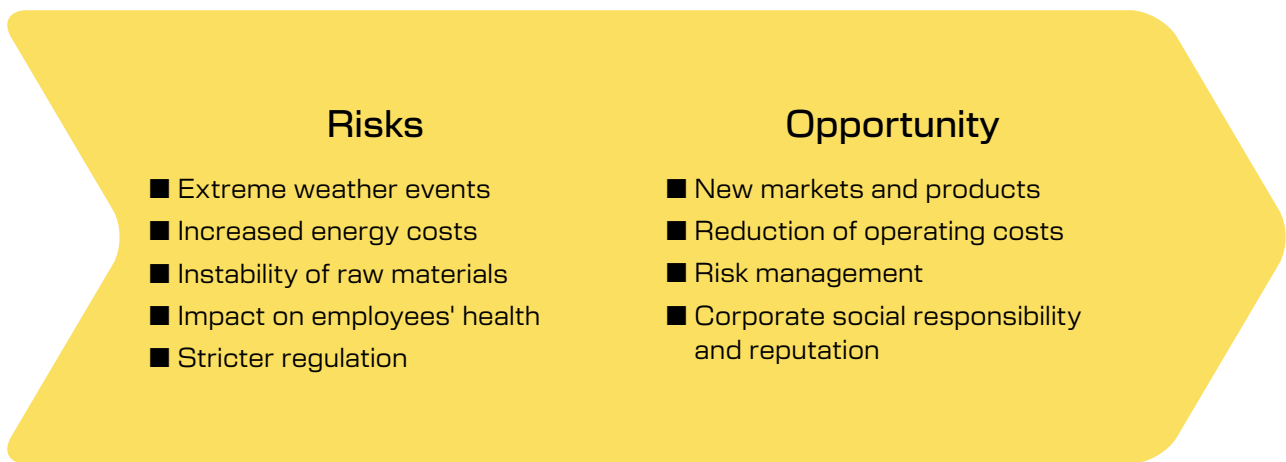 Risks
■ Extreme weather events
■ Increased energy costs
■ Instability of raw materials
■ Impact on employees' health
■ Stricter regulation
Opportunity
■ New markets and products
■ Reduction of operating costs
■ Risk management
■ Corporate social responsibility
and reputation